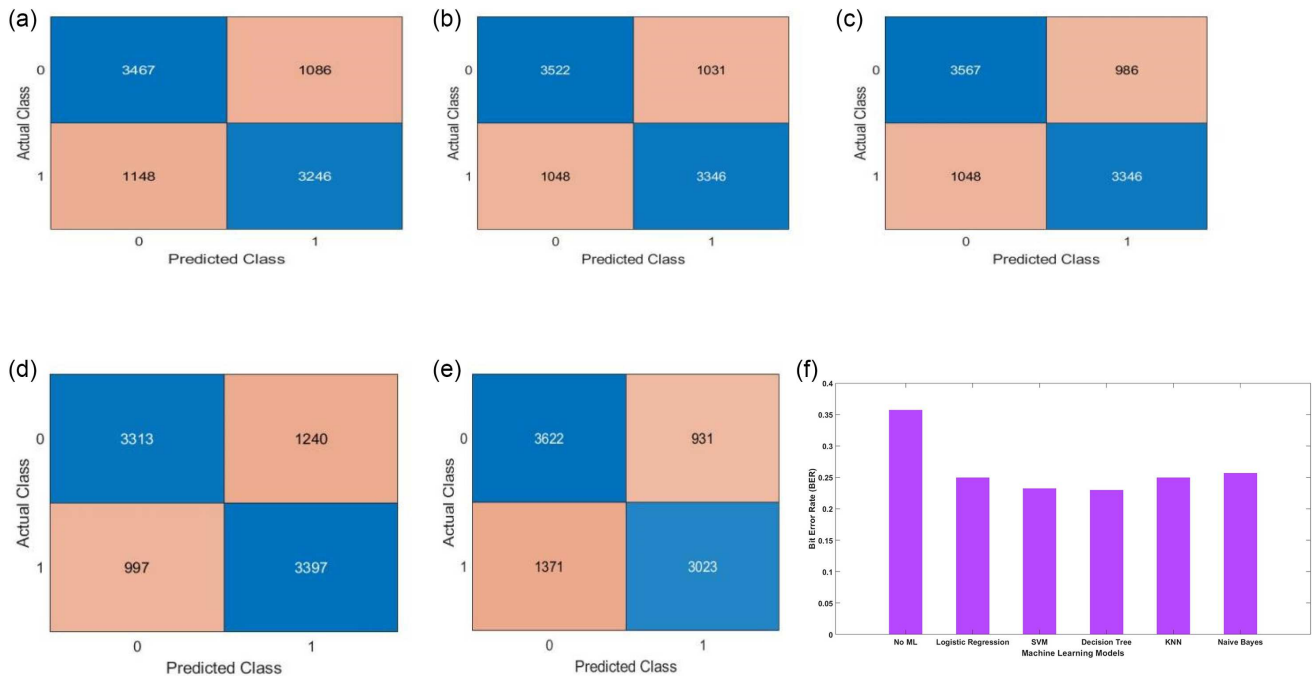 (a)
Actual Class
0
3467 1086
1
1148 3246
0 1
Predicted Class
(b)
Actual Class
0
3522 1031
1
1048 3346
0 1
Predicted Class
(c)
Actual Class
0
3567 986
1
1048 3346
0 1
Predicted Class
(d)
Actual Class
0
3313 1240
1
997 3397
0 1
Predicted Class
(e)
Actual Class
0
3622 931
1
1371 3023
0 1
Predicted Class
(f)
Bit Error Rate (BER)
0.4
0.35
0.3
0.25
0.2
0.15
0.1
0.05
0
No ML Logistic Regression SVM Decision Tree KNN Naive Bayes
Machine Learning Models